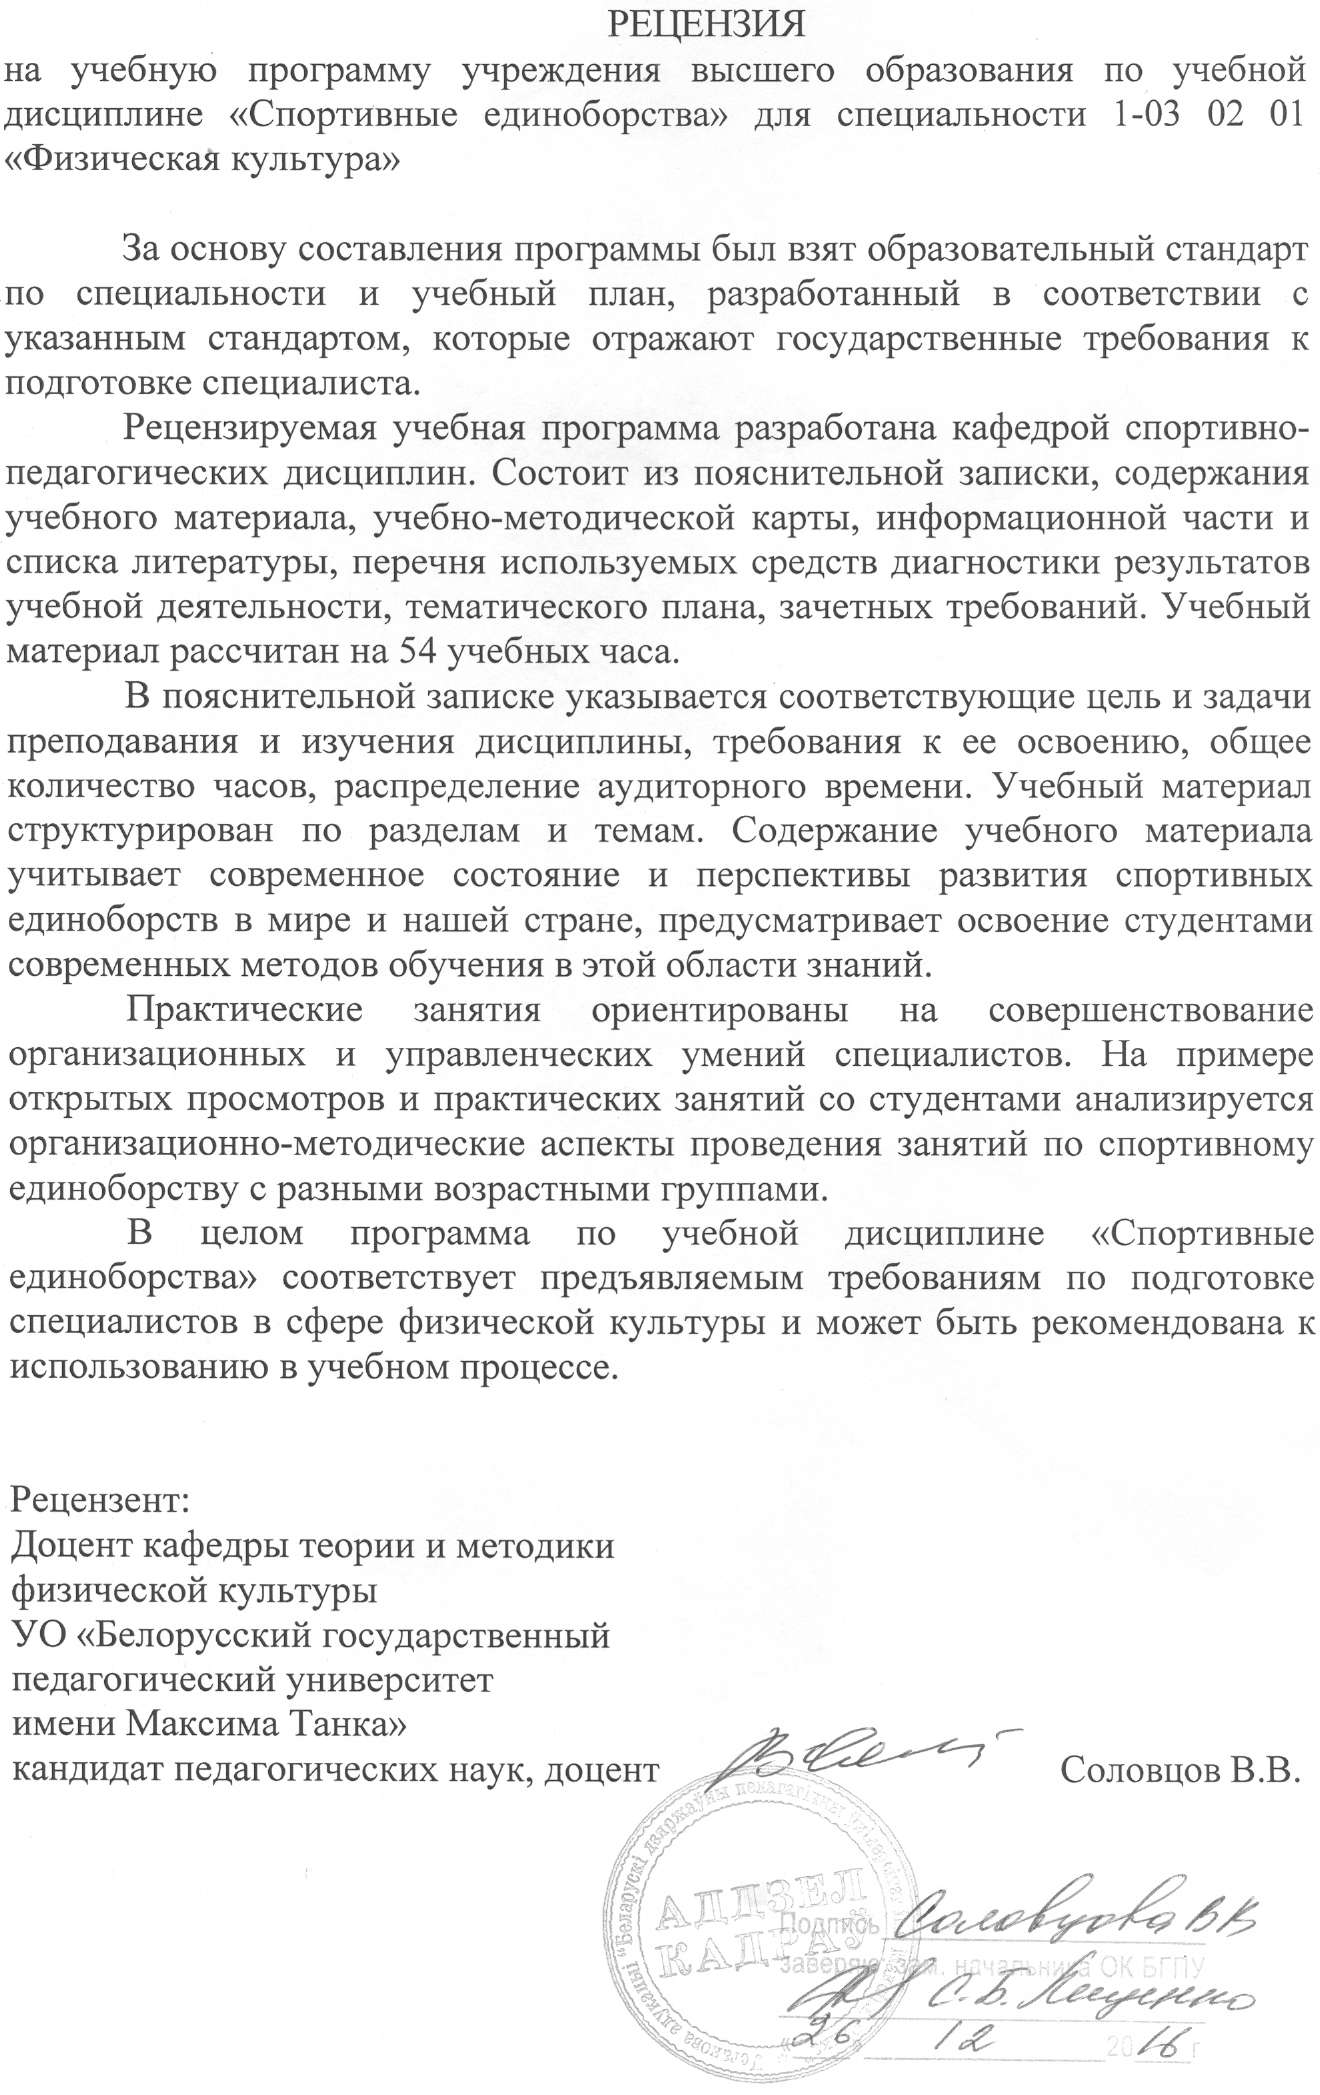 РЕЦЕНЗИЯ
на учебную программу учреждения высшего образования по учебной
дисциплине «Спортивные единоборства» для специальности 1-03 02 01
«Физическая культура»
За основу составления программы был взят образовательный стандарт
по специальности и учебный план, разработанный в соответствии с
указанным стандартом, которые отражают государственные требования к
подготовке специалиста.
Рецензируемая учебная программа разработана кафедрой спортивно-
педагогических дисциплин. Состоит из пояснительной записки, содержания
учебного материала, учебно-методической карты, информационной части и
списка литературы, перечня используемых средств диагностики результатов
учебной деятельности, тематического плана, зачетных требований. Учебный
материал рассчитан на 54 учебных часа.
В пояснительной записке указывается соответствующие цель и задачи
преподавания и изучения дисциплины, требования к ее освоению, общее
количество часов, распределение аудиторного времени. Учебный материал
структурирован по разделам и темам. Содержание учебного материала
учитывает современное состояние и перспективы развития спортивных
единоборств в мире и нашей стране, предусматривает освоение студентами
современных методов обучения в этой области знаний.
Практические занятия ориентированы на совершенствование
организационных и управленческих умений специалистов. На примере
открытых просмотров и практических занятий со студентами анализируется
организационно-методические аспекты проведения занятий по спортивному
единоборству с разными возрастными группами.
В целом программа по учебной дисциплине «Спортивные
единоборства» соответствует предъявляемым требованиям по подготовке
специалистов в сфере физической культуры и может быть рекомендована к
использованию в учебном процессе.
Рецензент:
Доцент кафедры теории и методики
физической культуры
УО «Белорусский государственный
педагогический университет
имени Максима Танка»
кандидат педагогических наук, доцент Соловцов В.В.
"Беларускі дзяржаўны педагагічны ўніверсітэт
АДДЗЕЛ
КАДРАЎ
Подпись Соловцова ВВ
заверяю зам. начальника ОК БГПУ
С.Б. Лещенко
«26» 12 2016 г